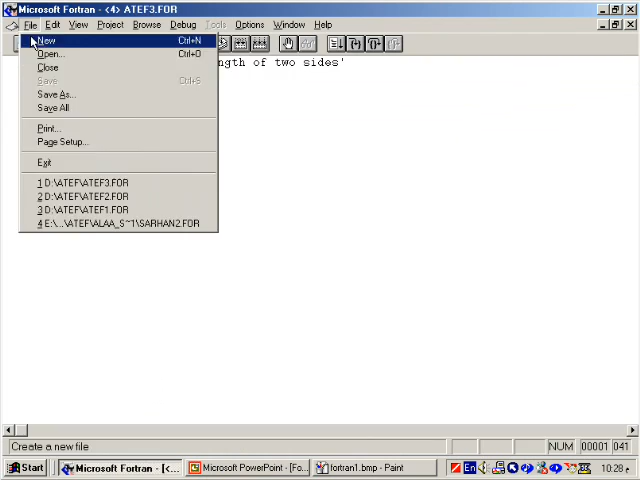 Microsoft Fortran - <4> ATEF3.FOR
File Edit View Project Browse Debug Tools Options Window Help
New Ctrl+N
Open... Ctrl+O
ngth of two sides'
Close
Save Ctrl+S
Save As...
Save All
Print...
Page Setup...
Exit
1 D:\ATEF\ATEF3.FOR
2 D:\ATEF\ATEF2.FOR
3 D:\ATEF\ATEF1.FOR
4 E:\...\ATEF\ALAA_S~1\SARHAN2.FOR
Create a new file NUM 00001 041
Start Microsoft Fortran - [<... Microsoft PowerPoint - [Fo... fortran1.bmp - Paint En 10:28 م